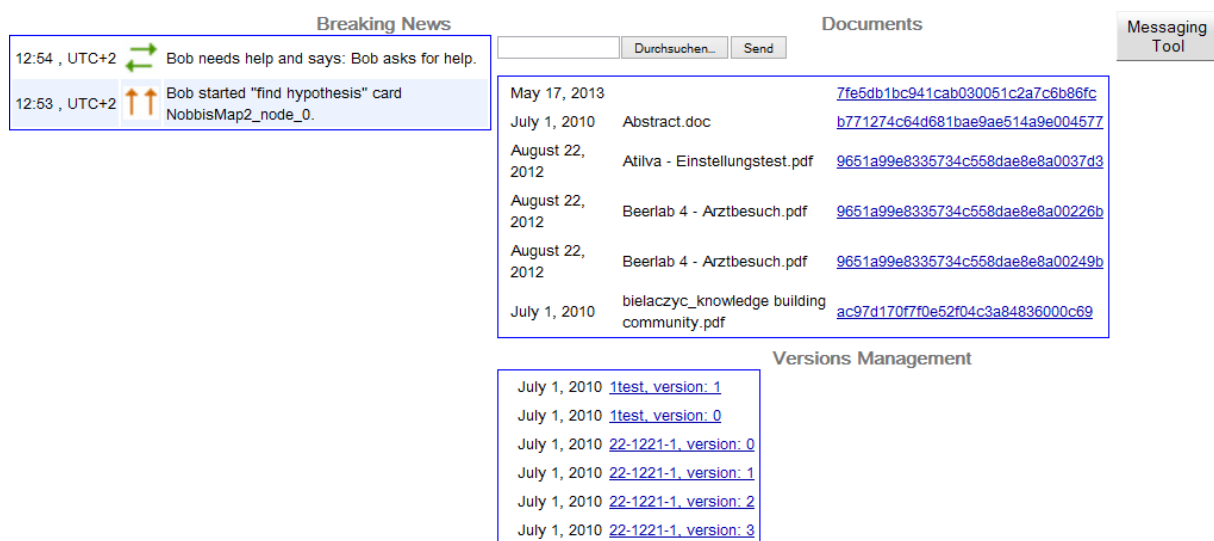 Breaking News
12:54 , UTC+2 Bob needs help and says: Bob asks for help.
12:53 , UTC+2 Bob started "find hypothesis" card
NobbisMap2_node_0.
Documents
Durchsuchen... Send
May 17, 2013 7fe5db1bc941cab030051c2a7c6b86fc
July 1, 2010 Abstract.doc b771274c64d681bae9ae514a9e004577
August 22,
2012 Atilva - Einstellungstest.pdf 9651a99e8335734c558dae8e8a0037d3
August 22,
2012 Beerlab 4 - Arztbesuch.pdf 9651a99e8335734c558dae8e8a00226b
August 22,
2012 Beerlab 4 - Arztbesuch.pdf 9651a99e8335734c558dae8e8a00249b
July 1, 2010 bielaczyc_knowledge building
community.pdf ac97d170f7f0e52f04c3a84836000c69
Versions Management
July 1, 2010 1test, version: 1
July 1, 2010 1test, version: 0
July 1, 2010 22-1221-1, version: 0
July 1, 2010 22-1221-1, version: 1
July 1, 2010 22-1221-1, version: 2
July 1, 2010 22-1221-1, version: 3
Messaging
Tool